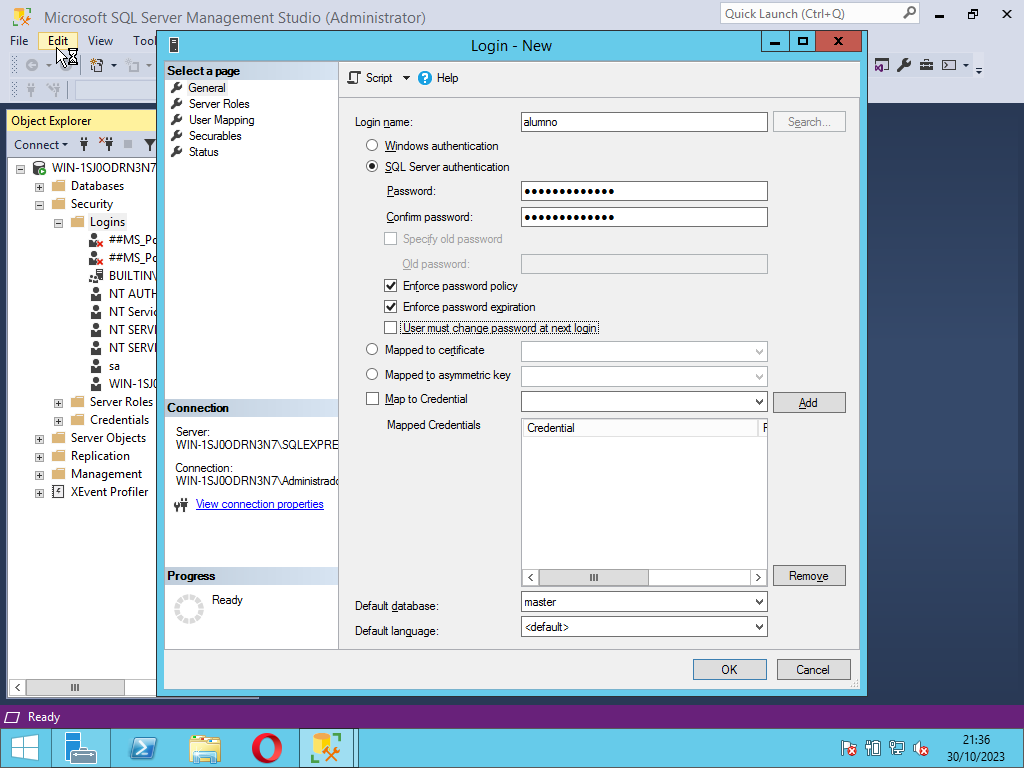 Microsoft SQL Server Management Studio (Administrator)
Quick Launch (Ctrl+Q)
File Edit View
Login - New
Object Explorer
Connect
WIN-1SJ0ODRN3N7
Databases
Security
Logins
##MS_Po
##MS_Po
BUILTIN\
NT AUTH
NT Servic
NT SERV
NT SERV
sa
WIN-1SJ0
Server Roles
Credentials
Server Objects
Replication
Management
XEvent Profiler
Select a page
General
Server Roles
User Mapping
Securables
Status
Connection
Server:
WIN-1SJ0ODRN3N7\SQLEXPRE
Connection:
WIN-1SJ0ODRN3N7\Administrado
View connection properties
Progress
Ready
Script Help
Login name: alumno Search...
Windows authentication
SQL Server authentication
Password: ●●●●●●●●●●●●●
Confirm password: ●●●●●●●●●●●●●
Specify old password
Old password:
Enforce password policy
Enforce password expiration
User must change password at next login
Mapped to certificate
Mapped to asymmetric key
Map to Credential Add
Mapped Credentials Credential
Remove
Default database: master
Default language: <default>
OK Cancel
Ready
21:36
30/10/2023